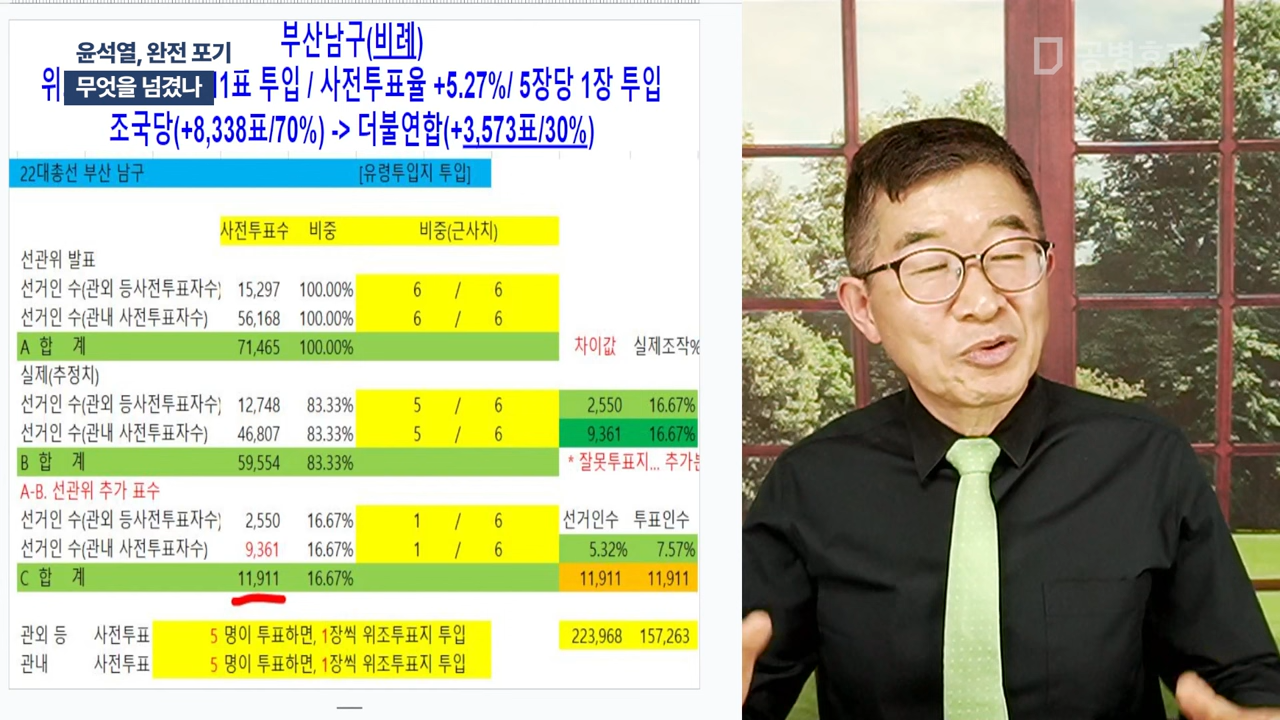 윤석열, 완전 포기
무엇을 넘겼나
부산남구(비례)
위 1표 투입 / 사전투표율 +5.27%/ 5장당 1장 투입
조국당(+8,338표/70%) -> 더불연합(+3,573표/30%)
22대총선 부산 남구 [유령투입지 투입]
사전투표수 비중 비중(근사치)
선관위 발표
선거인 수(관외 등사전투표자수) 15,297 100.00% 6 / 6
선거인 수(관내 사전투표자수) 56,168 100.00% 6 / 6
A 합 계 71,465 100.00% 차이값 실제조작%
실제(추정치)
선거인 수(관외 등사전투표자수) 12,748 83.33% 5 / 6 2,550 16.67%
선거인 수(관내 사전투표자수) 46,807 83.33% 5 / 6 9,361 16.67%
B 합 계 59,554 83.33% * 잘못투표지... 추가
A-B. 선관위 추가 표수
선거인 수(관외 등사전투표자수) 2,550 16.67% 1 / 6 선거인수 투표인수
선거인 수(관내 사전투표자수) 9,361 16.67% 1 / 6 5.32% 7.57%
C 합 계 11,911 16.67% 11,911 11,911
관외 등 사전투표 5 명이 투표하면, 1장씩 위조투표지 투입 223,968 157,263
관내 사전투표 5 명이 투표하면, 1장씩 위조투표지 투입
공병호TV